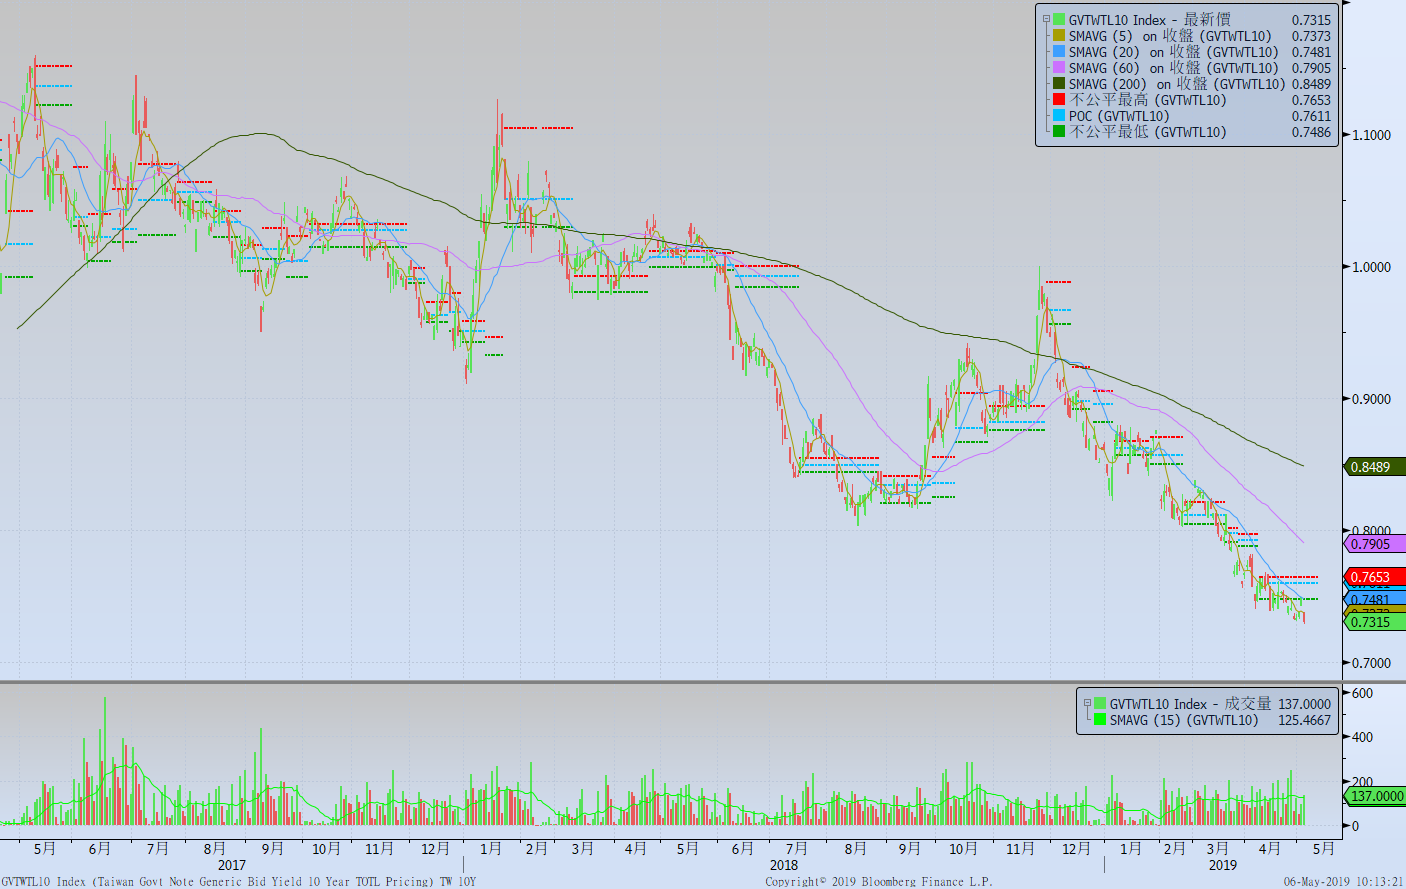 GVTWTL10 Index - 最新價 0.7315
SMAVG (5) on 收盤 (GVTWTL10) 0.7373
SMAVG (20) on 收盤 (GVTWTL10) 0.7481
SMAVG (60) on 收盤 (GVTWTL10) 0.7905
SMAVG (200) on 收盤 (GVTWTL10) 0.8489
不公平最高 (GVTWTL10) 0.7653
POC (GVTWTL10) 0.7611
不公平最低 (GVTWTL10) 0.7486
1.1000
1.0000
0.9000
0.8489
0.8000
0.7905
0.7653
0.7481
0.7315
0.7000
GVTWTL10 Index - 成交量 137.0000
SMAVG (15) (GVTWTL10) 125.4667
600
400
200
137.0000
0
5月 6月 7月 8月 9月 10月 11月 12月 1月 2月 3月 4月 5月 6月 7月 8月 9月 10月 11月 12月 1月 2月 3月 4月 5月
2017 2018 2019
GVTWTL10 Index (Taiwan Govt Note Generic Bid Yield 10 Year TOTL Pricing) TW 10Y Copyright© 2019 Bloomberg Finance L.P. 06-May-2019 10:13:21